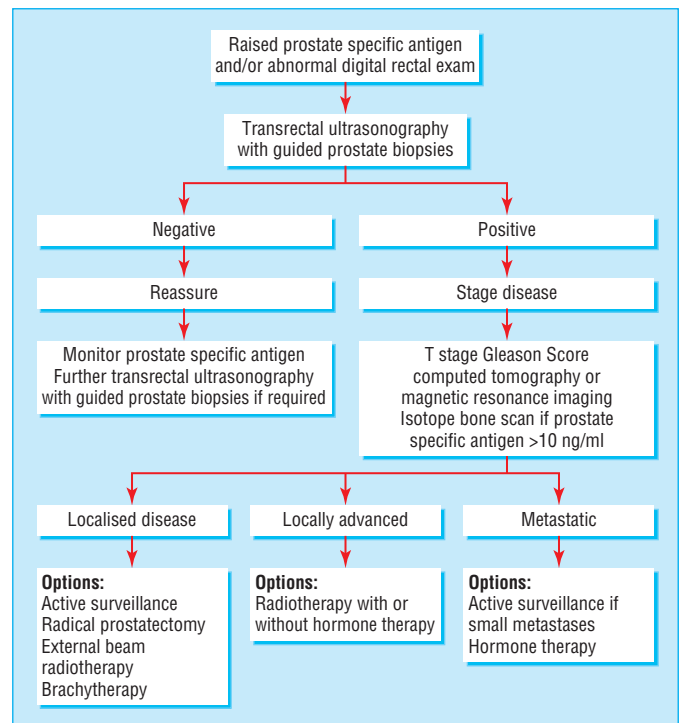 Raised prostate specific antigen
and/or abnormal digital rectal exam
Transrectal ultrasonography
with guided prostate biopsies
Negative
Positive
Reassure
Stage disease
Monitor prostate specific antigen
Further transrectal ultrasonography
with guided prostate biopsies if required
T stage Gleason Score
computed tomography or
magnetic resonance imaging
Isotope bone scan if prostate
specific antigen >10 ng/ml
Localised disease
Locally advanced
Metastatic
Options:
Active surveillance
Radical prostatectomy
External beam
radiotherapy
Brachytherapy
Options:
Radiotherapy with or
without hormone therapy
Options:
Active surveillance if
small metastases
Hormone therapy